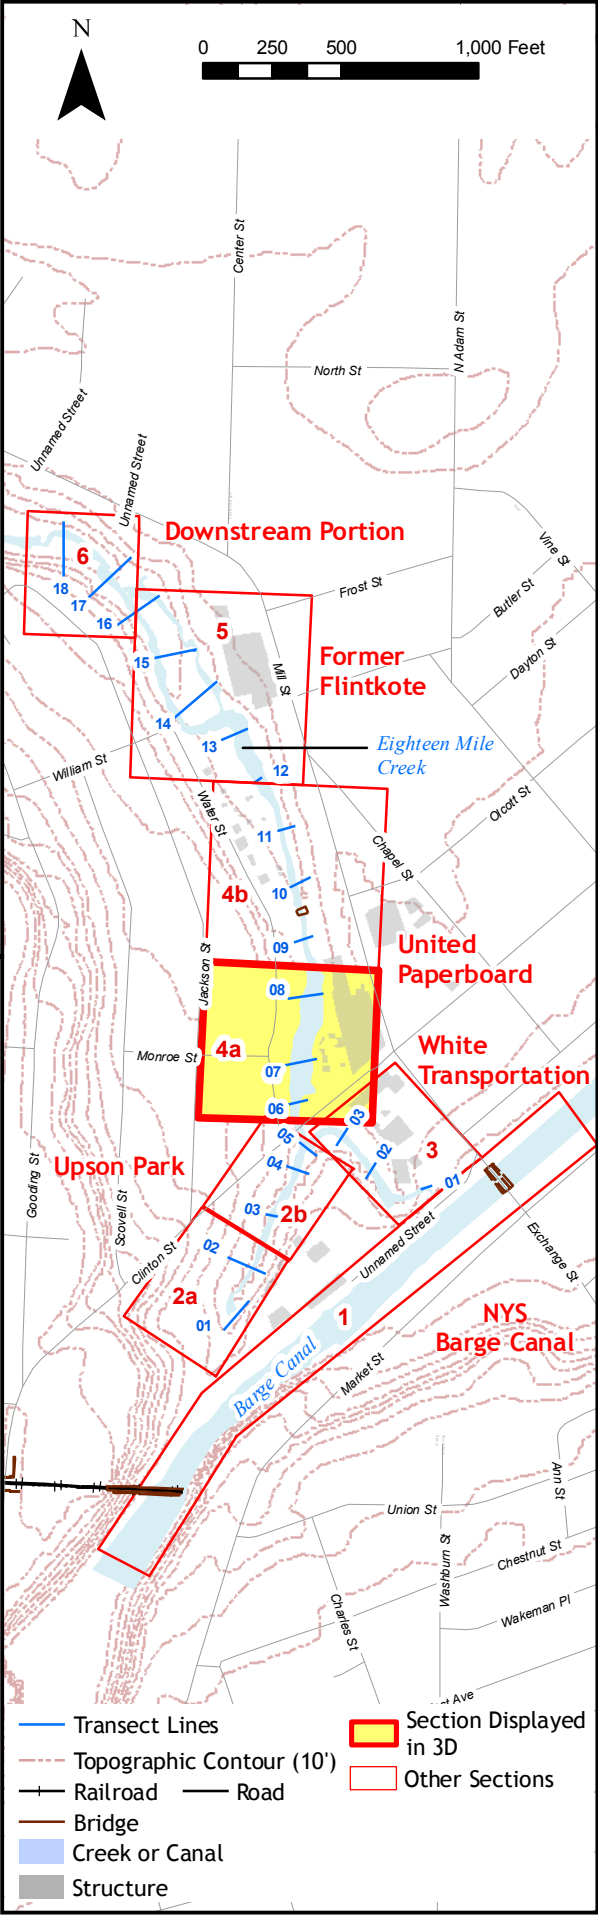 N
0 250 500 1,000 Feet
Center St
N Adam St
North St
Unnamed Street
Unnamed Street
Downstream Portion
Vine St
6
18
17
16
Frost St
Butler St
5
Former
Flintkote
Dayton St
15
Mill St
14
13
Eighteen Mile
Creek
12
William St
Water St
Olcott St
11
Chapel St
10
4b
09
United
Paperboard
Jackson St
08
4a
Monroe St
White
Transportation
07
06
03
05
02
3
04
Upson Park
01
Gooding St
Scovell St
03
2b
Unnamed Street
Exchange St
02
Clinton St
2a
01
1
NYS
Barge Canal
Barge Canal
Market St
Ann St
Union St
Washburn St
Chestnut St
Charles St
Wakeman Pl
st Ave
Transect Lines
Topographic Contour (10')
Railroad
Road
Bridge
Creek or Canal
Structure
Section Displayed
in 3D
Other Sections